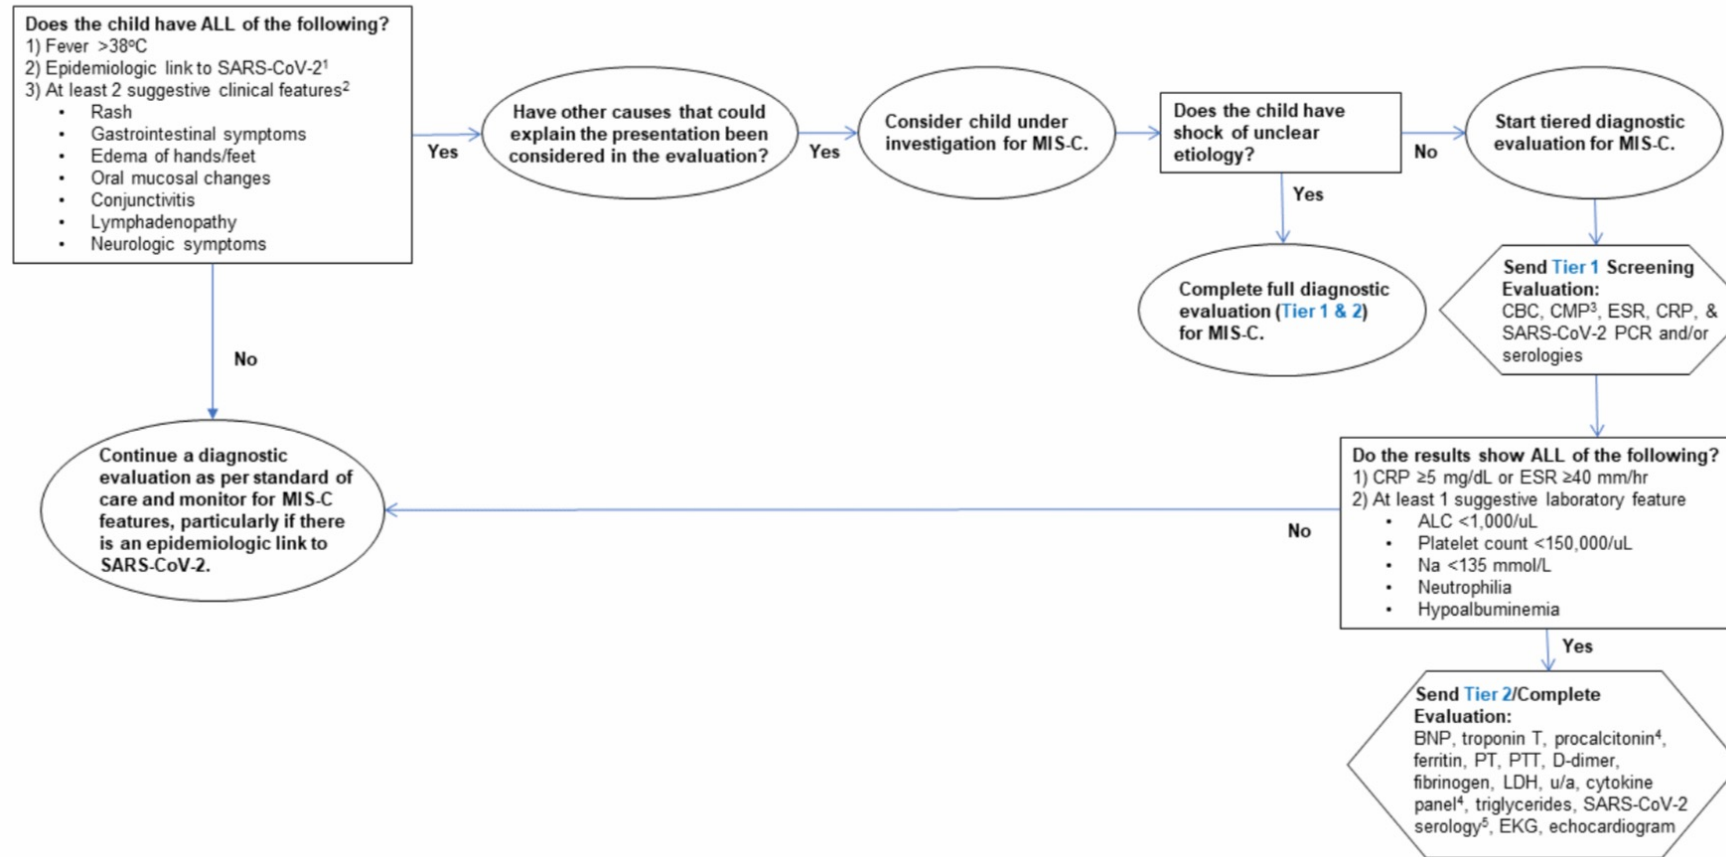 Does the child have ALL of the following?
1) Fever >38ºC
2) Epidemiologic link to SARS-CoV-2¹
3) At least 2 suggestive clinical features²
• Rash
• Gastrointestinal symptoms
• Edema of hands/feet
• Oral mucosal changes
• Conjunctivitis
• Lymphadenopathy
• Neurologic symptoms
Yes
Have other causes that could
explain the presentation been
considered in the evaluation?
Yes
Consider child under
investigation for MIS-C.
Does the child have
shock of unclear
etiology?
No
Start tiered diagnostic
evaluation for MIS-C.
Yes
Complete full diagnostic
evaluation (Tier 1 & 2)
for MIS-C.
Send Tier 1 Screening
Evaluation:
CBC, CMP³, ESR, CRP, &
SARS-CoV-2 PCR and/or
serologies
No
Continue a diagnostic
evaluation as per standard of
care and monitor for MIS-C
features, particularly if there
is an epidemiologic link to
SARS-CoV-2.
Do the results show ALL of the following?
1) CRP ≥5 mg/dL or ESR ≥40 mm/hr
2) At least 1 suggestive laboratory feature
• ALC <1,000/uL
• Platelet count <150,000/uL
• Na <135 mmol/L
• Neutrophilia
• Hypoalbuminemia
No
Yes
Send Tier 2/Complete
Evaluation:
BNP, troponin T, procalcitonin⁴,
ferritin, PT, PTT, D-dimer,
fibrinogen, LDH, u/a, cytokine
panel⁴, triglycerides, SARS-CoV-2
serology⁵, EKG, echocardiogram